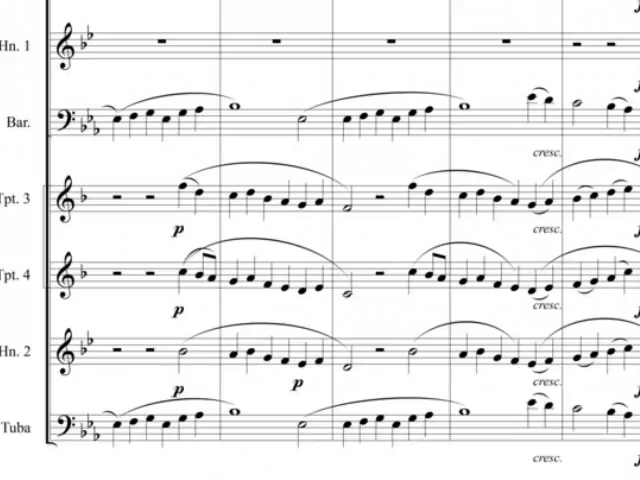 Hn. 1
Bar.
cresc.
Tpt. 3
p
cresc.
Tpt. 4
p
cresc.
Hn. 2
p
p
cresc.
Tuba
cresc.